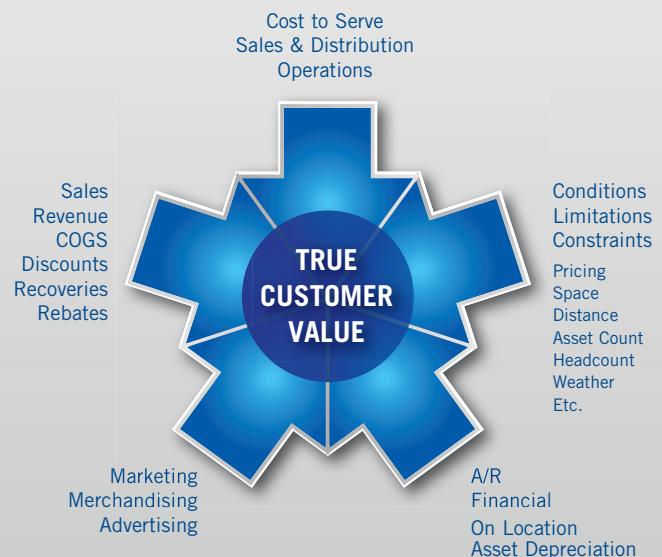 Cost to Serve
Sales & Distribution
Operations
Sales
Revenue
COGS
Discounts
Recoveries
Rebates
TRUE
CUSTOMER
VALUE
Conditions
Limitations
Constraints
Pricing
Space
Distance
Asset Count
Headcount
Weather
Etc.
Marketing
Merchandising
Advertising
A/R
Financial
On Location
Asset Depreciation